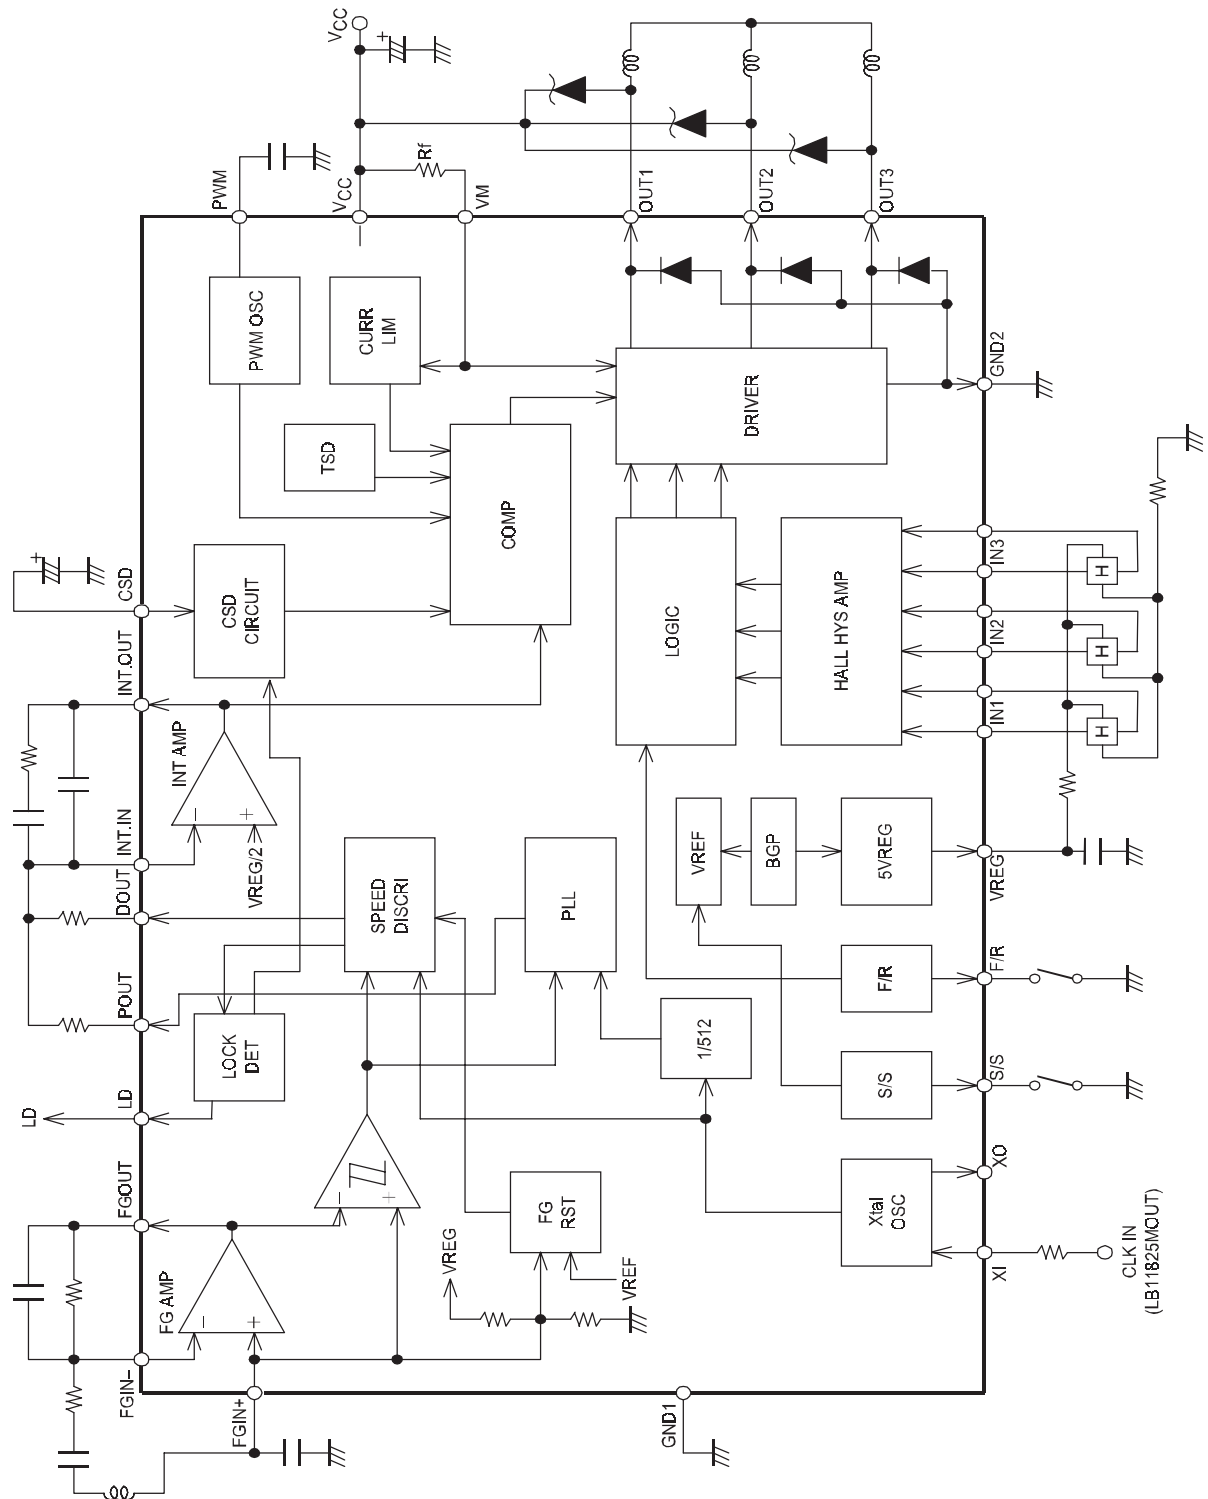 VCC
+
PWM
VCC
Rf
VM
OUT1
OUT2
OUT3
PWM OSC
CURR
LIM
TSD
COMP
DRIVER
GND2
+
CSD
CSD
CIRCUIT
INT.OUT
INT AMP
−
+
VREG/2
INT.IN
DOUT
POUT
LOGIC
HALL HYS AMP
IN3
IN2
IN1
H
H
H
SPEED
DISCRI
PLL
VREF
BGP
5VREG
VREG
LOCK
DET
LD
LD
1/512
F/R
F/R
S/S
S/S
FGOUT
FG AMP
−
+
−
+
FG
RST
VREG
VREF
Xtal
OSC
XO
XI
CLK IN
(LB11825MOUT)
FGIN−
FGIN+
GND1